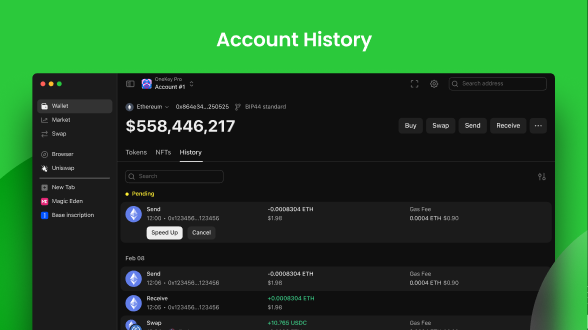 Account History
OneKey Pro
Account #1
Search address
Wallet
Market
Swap
Browser
Uniswap
New Tab
Magic Eden
Base inscription
Ethereum 0x864e34...250525 BIP44 standard
$558,446,217
Buy Swap Send Receive ...
Tokens NFTs History
Search
Pending
Send -0.0008304 ETH Gas Fee
12:00 • 0x123456...123456 $1.98 0.0004 ETH $0.90
Speed Up Cancel
Feb 08
Send -0.0008304 ETH Gas Fee
12:06 • 0x123456...123456 $1.98 0.0004 ETH $0.90
Receive +0.0008304 ETH
12:05 • 0x123456...123456 $1.98
Swap +10.765 USDC